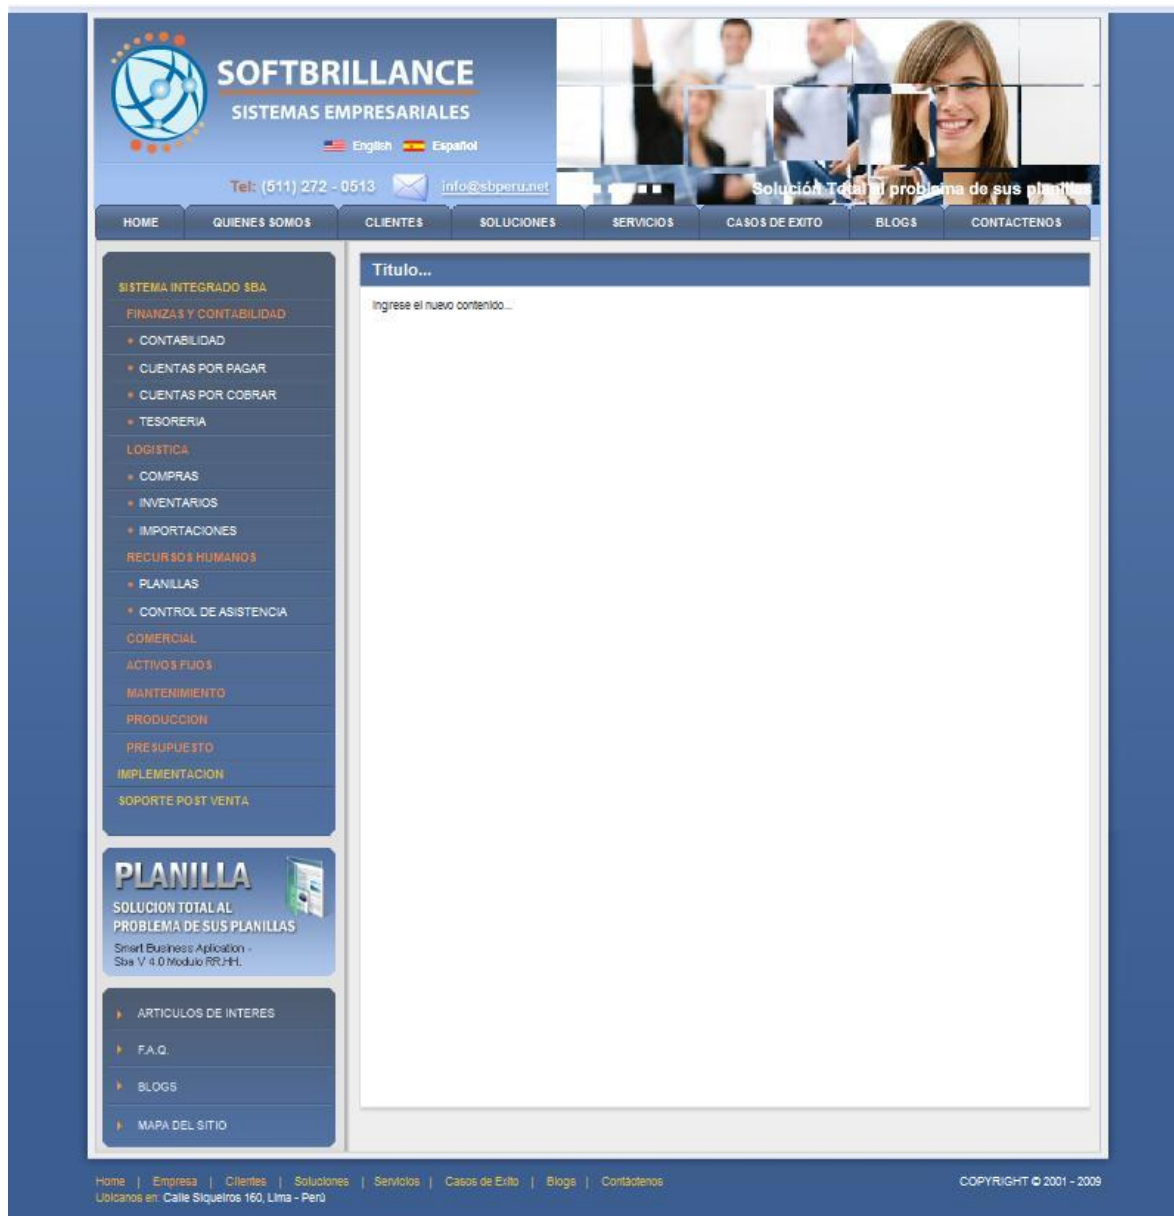 SOFTBRILLANCE
SISTEMAS EMPRESARIALES
English Español
Tel: (511) 272 - 0513 info@sbperu.net
Solución Total al problema de sus planillas
HOME QUIENES SOMOS CLIENTES SOLUCIONES SERVICIOS CASOS DE EXITO BLOGS CONTACTENOS
SISTEMA INTEGRADO SBA
FINANZAS Y CONTABILIDAD
CONTABILIDAD
CUENTAS POR PAGAR
CUENTAS POR COBRAR
TESORERIA
LOGISTICA
COMPRAS
INVENTARIOS
IMPORTACIONES
RECURSOS HUMANOS
PLANILLAS
CONTROL DE ASISTENCIA
COMERCIAL
ACTIVOS FIJOS
MANTENIMIENTO
PRODUCCION
PRESUPUESTO
IMPLEMENTACION
SOPORTE POST VENTA
PLANILLA
SOLUCION TOTAL AL
PROBLEMA DE SUS PLANILLAS
Smart Business Aplication -
Sba V 4.0 Modulo RR.HH.
ARTICULOS DE INTERES
F.A.Q.
BLOGS
MAPA DEL SITIO
Titulo...
Ingrese el nuevo contenido...
Home | Empresa | Clientes | Soluciones | Servicios | Casos de Exito | Blogs | Contáctenos
Ubicanos en: Calle Siqueiros 160, Lima - Perú
COPYRIGHT © 2001 - 2009